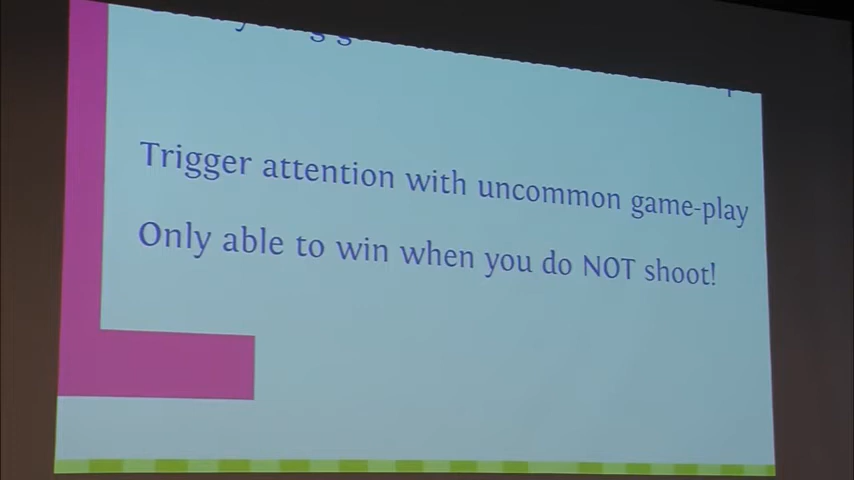 Trigger attention with uncommon game-play
Only able to win when you do NOT shoot!